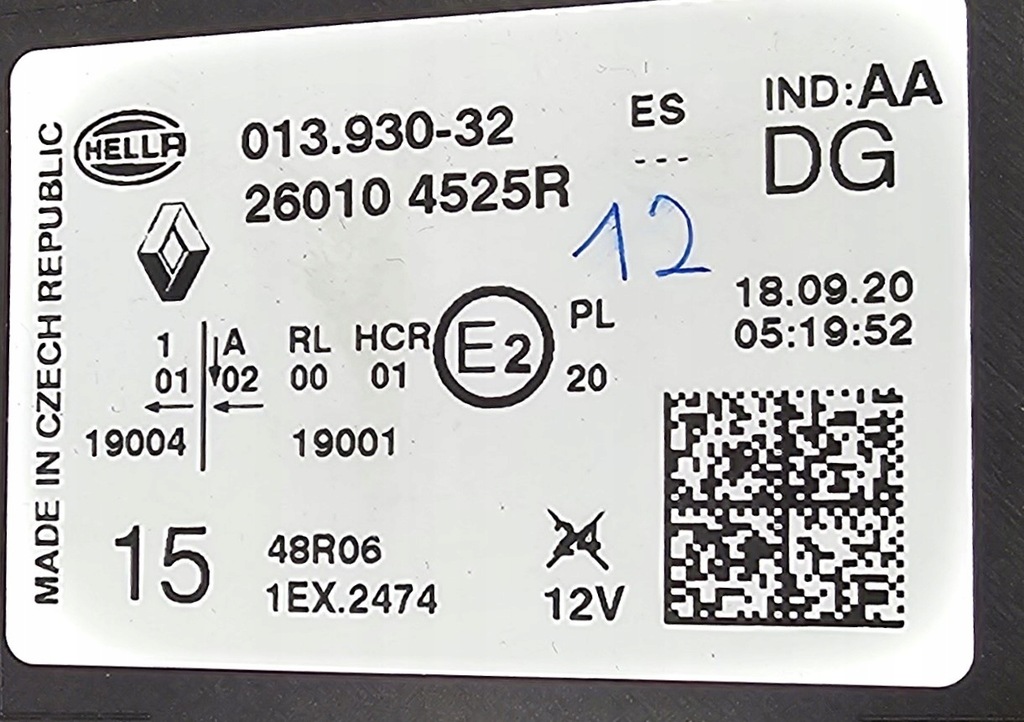 MADE IN CZECH REPUBLIC
HELLA
013.930-32
26010 4525R
ES
---
IND:AA
DG
12
18.09.20
05:19:52
1 A RL HCR E2 PL
01 02 00 01 20
19004 19001
15
48R06
1EX.2474
24
12V